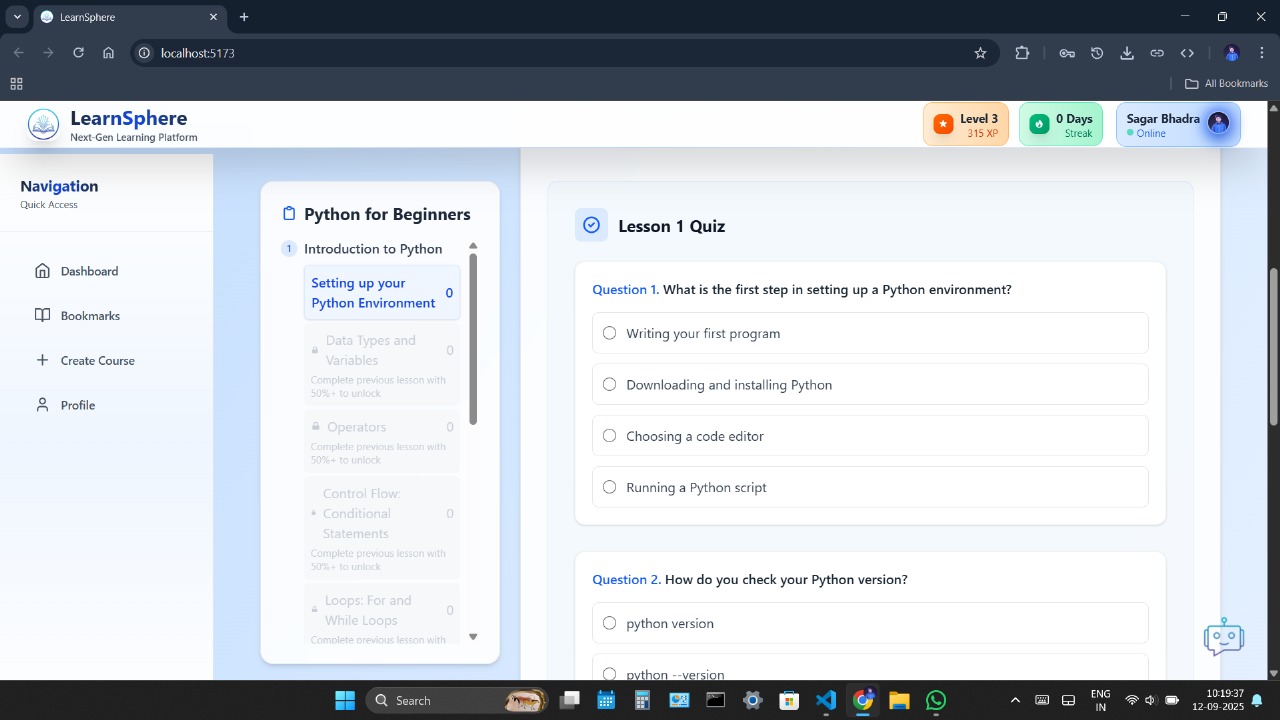 LearnSphere
localhost:5173
All Bookmarks
LearnSphere
Next-Gen Learning Platform
Level 3
315 XP
0 Days
Streak
Sagar Bhadra
Online
Navigation
Quick Access
Dashboard
Bookmarks
Create Course
Profile
Python for Beginners
1 Introduction to Python
Setting up your
Python Environment
0
Data Types and
Variables
0
Complete previous lesson with
50%+ to unlock
Operators 0
Complete previous lesson with
50%+ to unlock
Control Flow:
Conditional
Statements
0
Complete previous lesson with
50%+ to unlock
Loops: For and
While Loops
0
Complete previous lesson with
Lesson 1 Quiz
Question 1. What is the first step in setting up a Python environment?
Writing your first program
Downloading and installing Python
Choosing a code editor
Running a Python script
Question 2. How do you check your Python version?
python version
python --version
Search
ENG
IN
10:19:37
12-09-2025